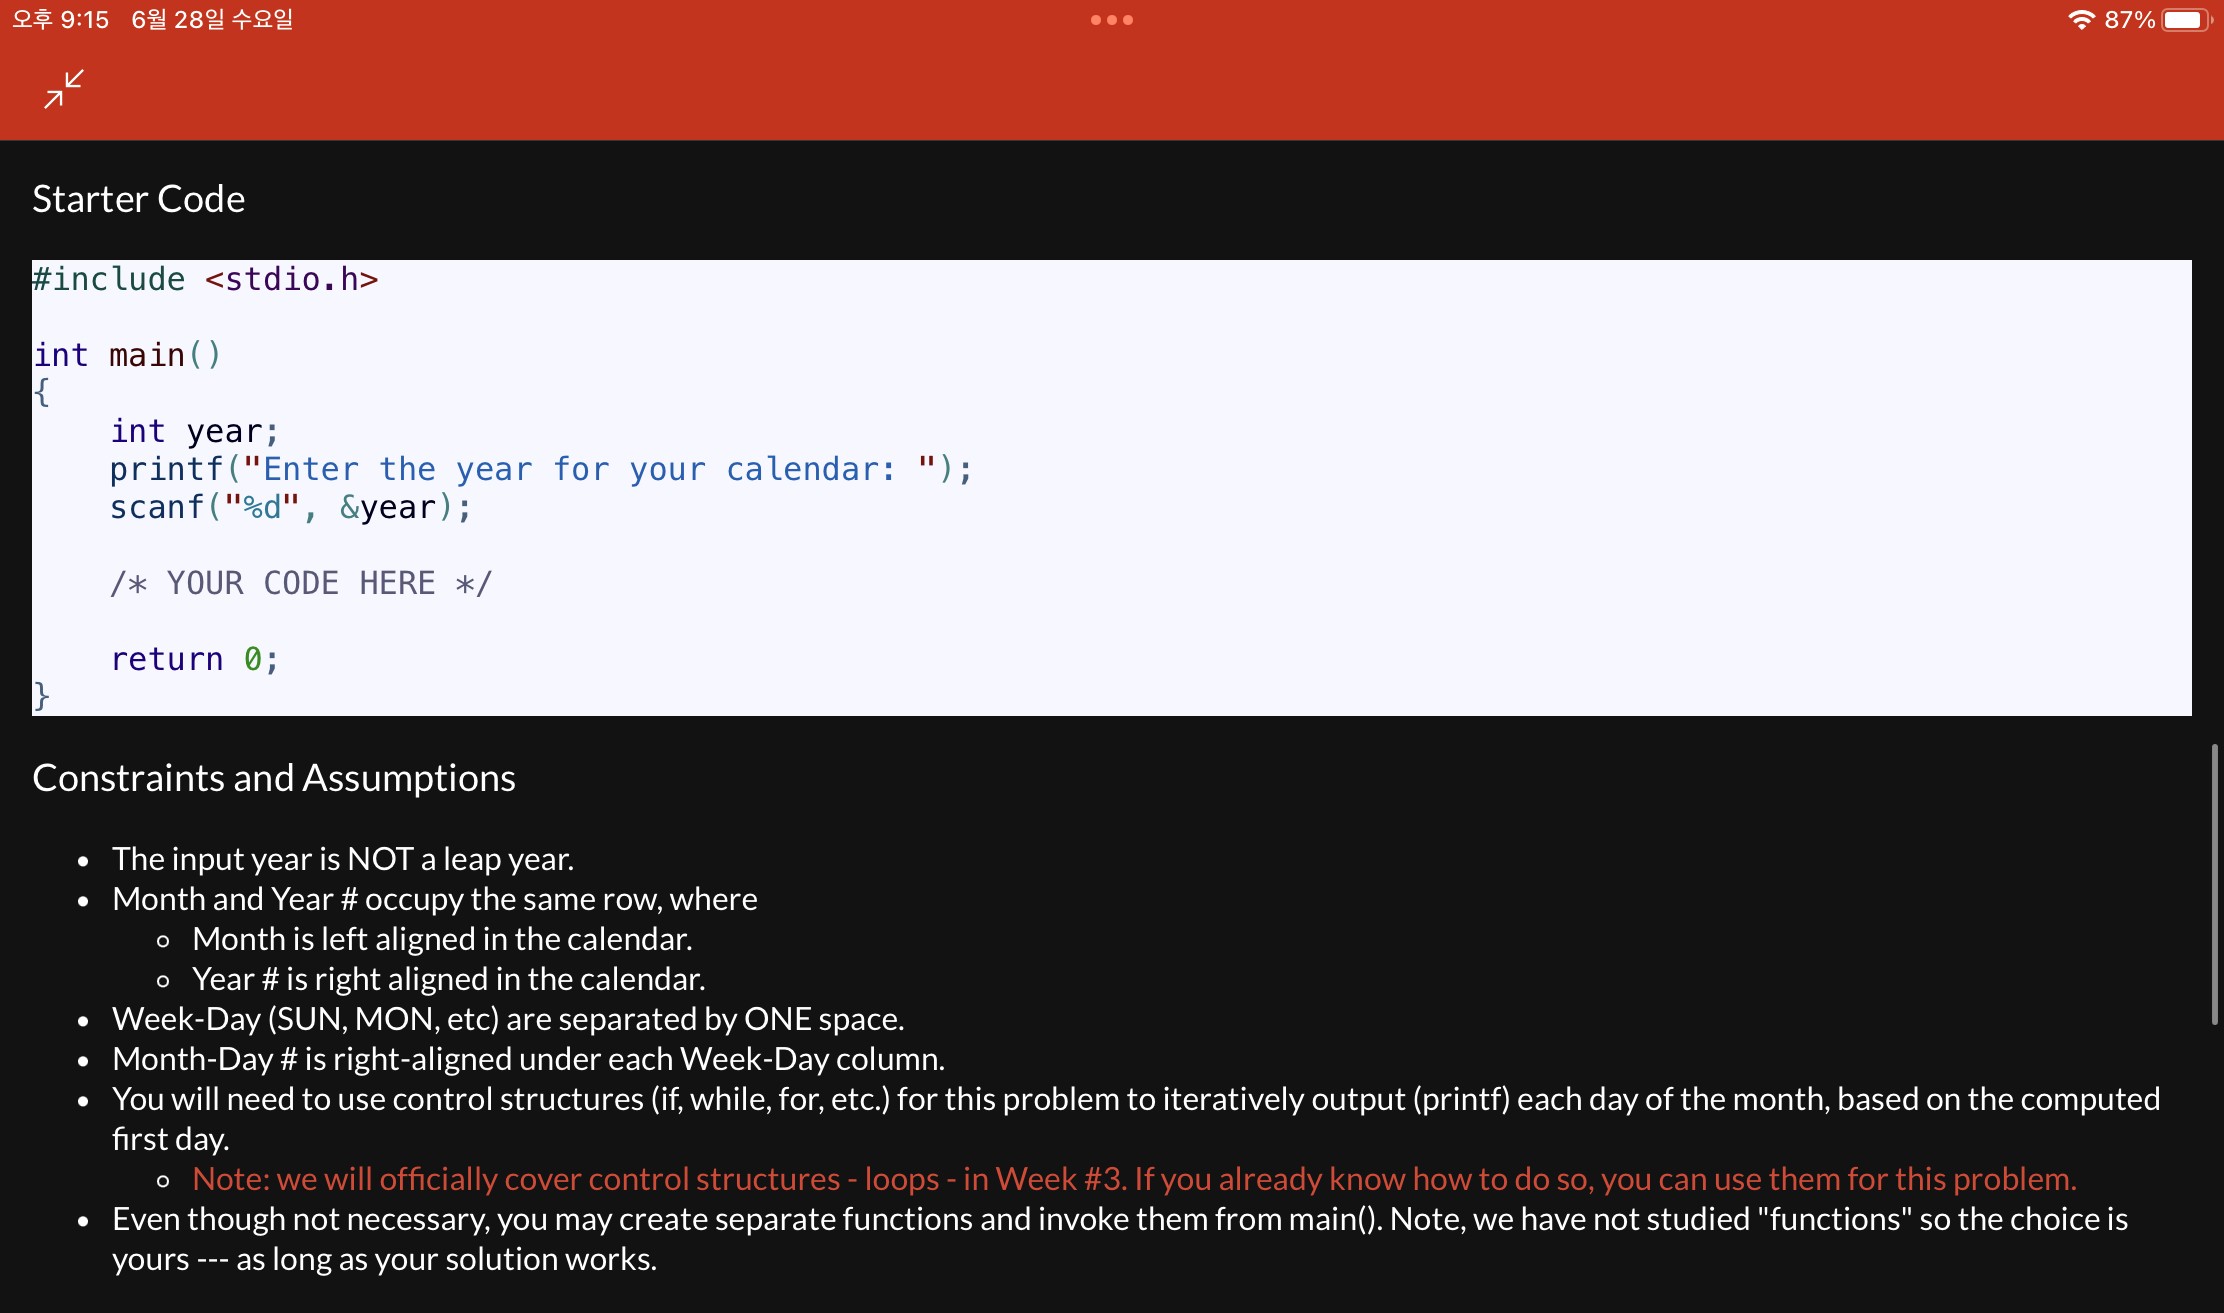 오후 9:15 6월 28일 수요일
87%
Starter Code
#include <stdio.h>
int main()
{
    int year;
    printf("Enter the year for your calendar: ");
    scanf("%d", &year);
    /* YOUR CODE HERE */
    return 0;
}
Constraints and Assumptions
• The input year is NOT a leap year.
• Month and Year # occupy the same row, where
◦ Month is left aligned in the calendar.
◦ Year # is right aligned in the calendar.
• Week-Day (SUN, MON, etc) are separated by ONE space.
• Month-Day # is right-aligned under each Week-Day column.
• You will need to use control structures (if, while, for, etc.) for this problem to iteratively output (printf) each day of the month, based on the computed
first day.
◦ Note: we will officially cover control structures - loops - in Week #3. If you already know how to do so, you can use them for this problem.
• Even though not necessary, you may create separate functions and invoke them from main(). Note, we have not studied "functions" so the choice is
yours --- as long as your solution works.